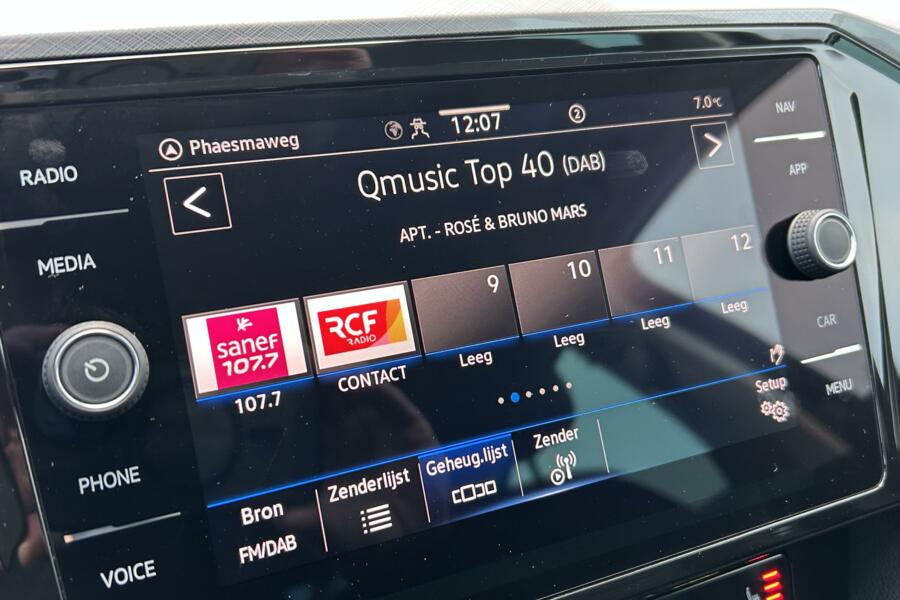 Phaesmaweg
12:07
2
7.0°C
NAV
RADIO
<
Qmusic Top 40 (DAB)
>
APP
APT. - ROSÉ & BRUNO MARS
MEDIA
sanef
107.7
107.7
RCF
RADIO
CONTACT
9
Leeg
10
Leeg
11
Leeg
12
Leeg
CAR
MENU
Setup
PHONE
Bron
FM/DAB
Zenderlijst
Geheug.lijst
Zender
VOICE